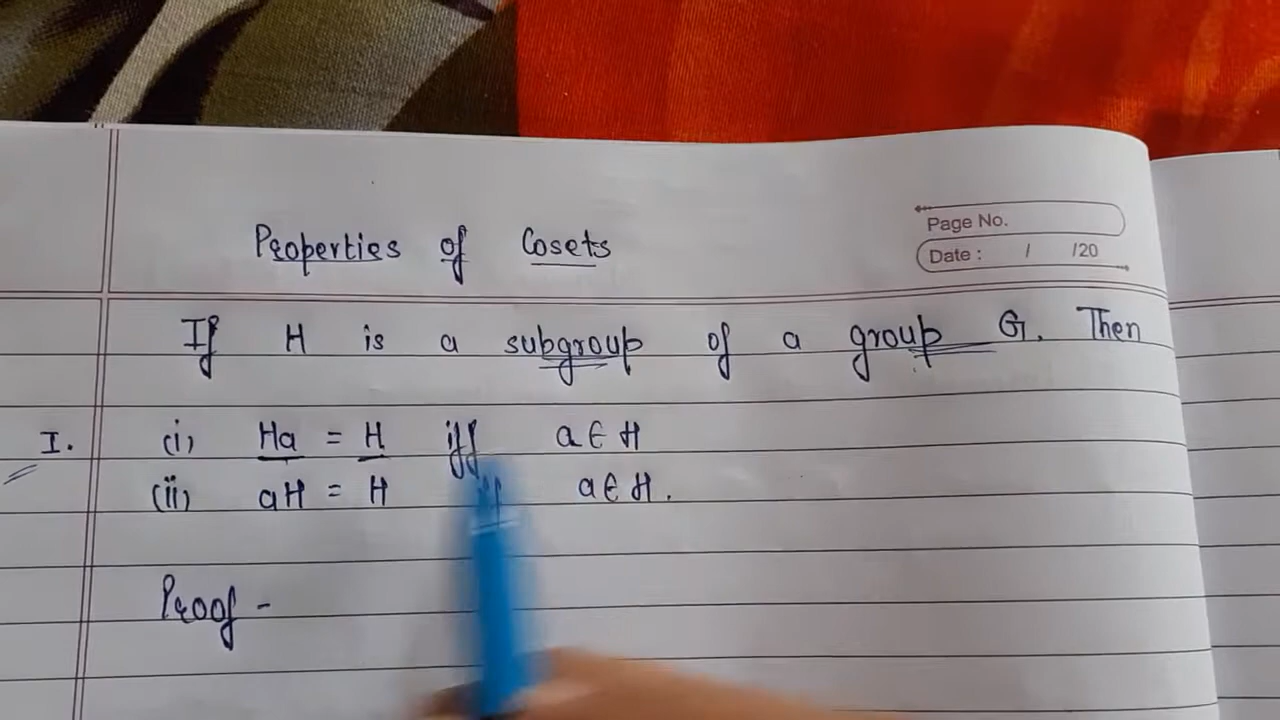 Properties of Cosets
Page No.
Date : / /20
If H is a subgroup of a group G. Then
I. (i) Ha = H iff a ∈ H
(ii) aH = H a ∈ H.
Proof -